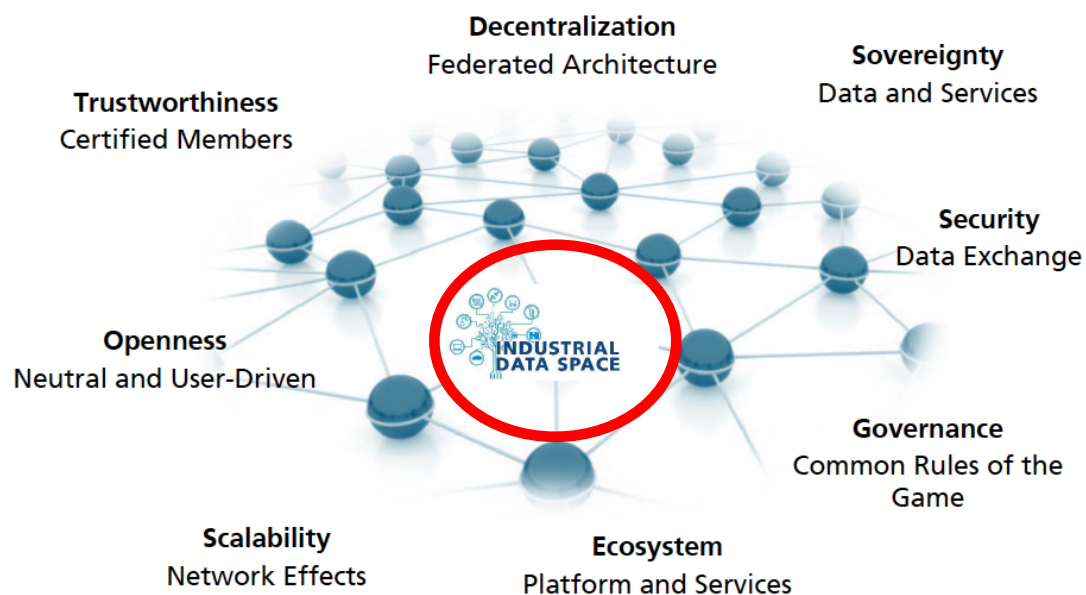 Decentralization
Federated Architecture
Sovereignty
Data and Services
Trustworthiness
Certified Members
Security
Data Exchange
Openness
Neutral and User-Driven
INDUSTRIAL
DATA SPACE
Governance
Common Rules of the
Game
Scalability
Network Effects
Ecosystem
Platform and Services